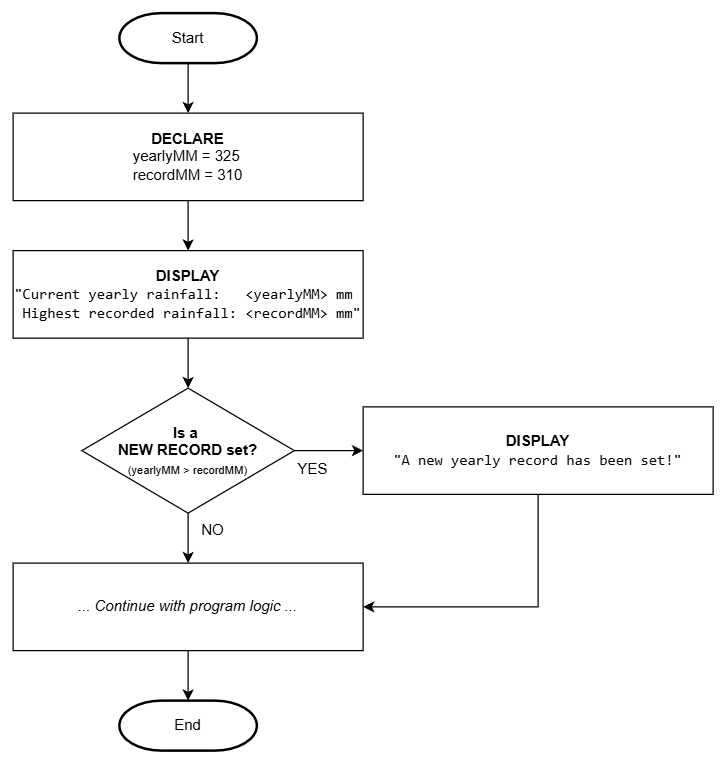 Start
DECLARE
yearlyMM = 325
recordMM = 310
DISPLAY
"Current yearly rainfall:   <yearlyMM> mm
Highest recorded rainfall: <recordMM> mm"
Is a
NEW RECORD set?
(yearlyMM > recordMM)
YES
DISPLAY
"A new yearly record has been set!"
NO
... Continue with program logic ...
End